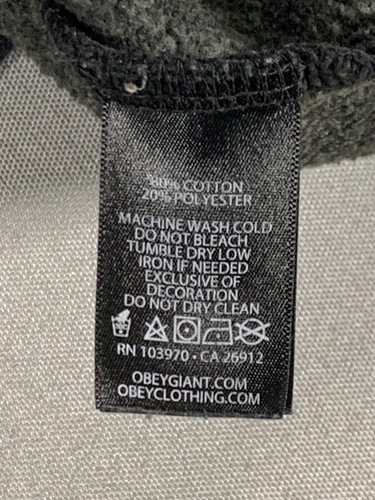 80% COTTON
20% POLYESTER
MACHINE WASH COLD
DO NOT BLEACH
TUMBLE DRY LOW
IRON IF NEEDED
EXCLUSIVE OF
DECORATION
DO NOT DRY CLEAN
RN 103970 • CA 26912
OBEYGIANT.COM
OBEYCLOTHING.COM